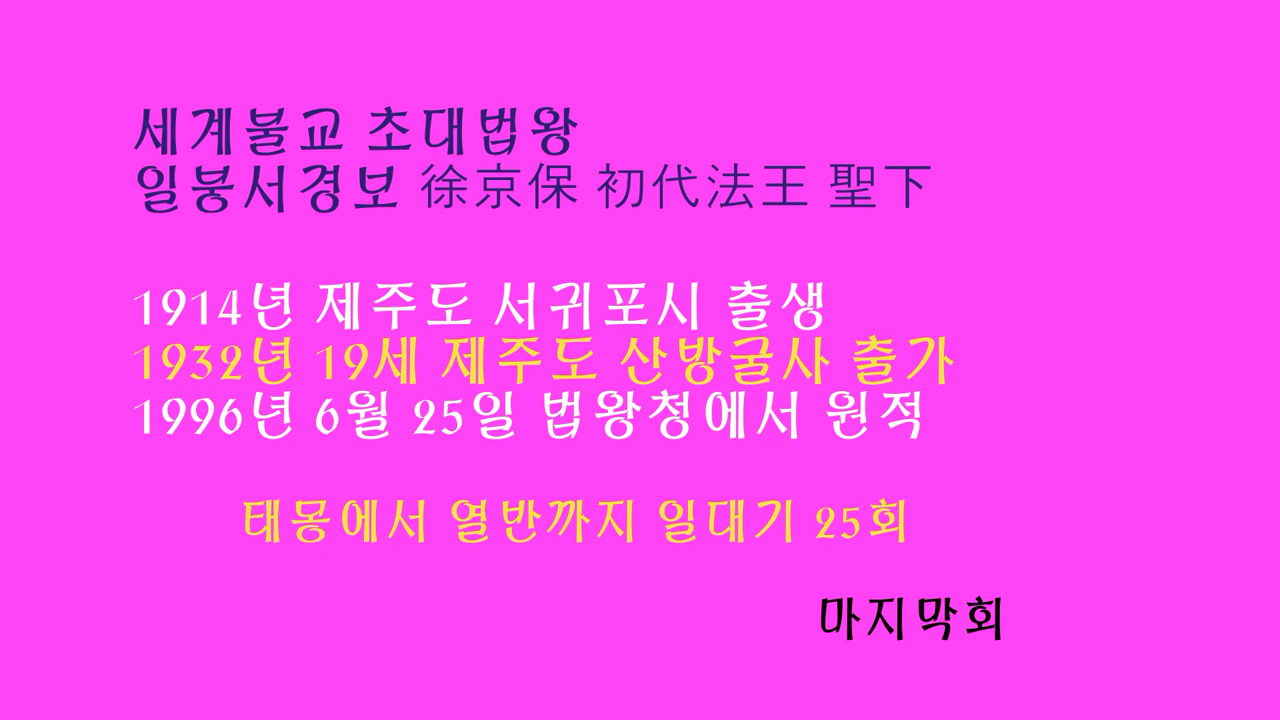 세계불교 초대법왕
일붕서경보 徐京保 初代法王 聖下
1914년 제주도 서귀포시 출생
1932년 19세 제주도 산방굴사 출가
1996년 6월 25일 법왕청에서 원적
태몽에서 열반까지 일대기 25회
마지막회